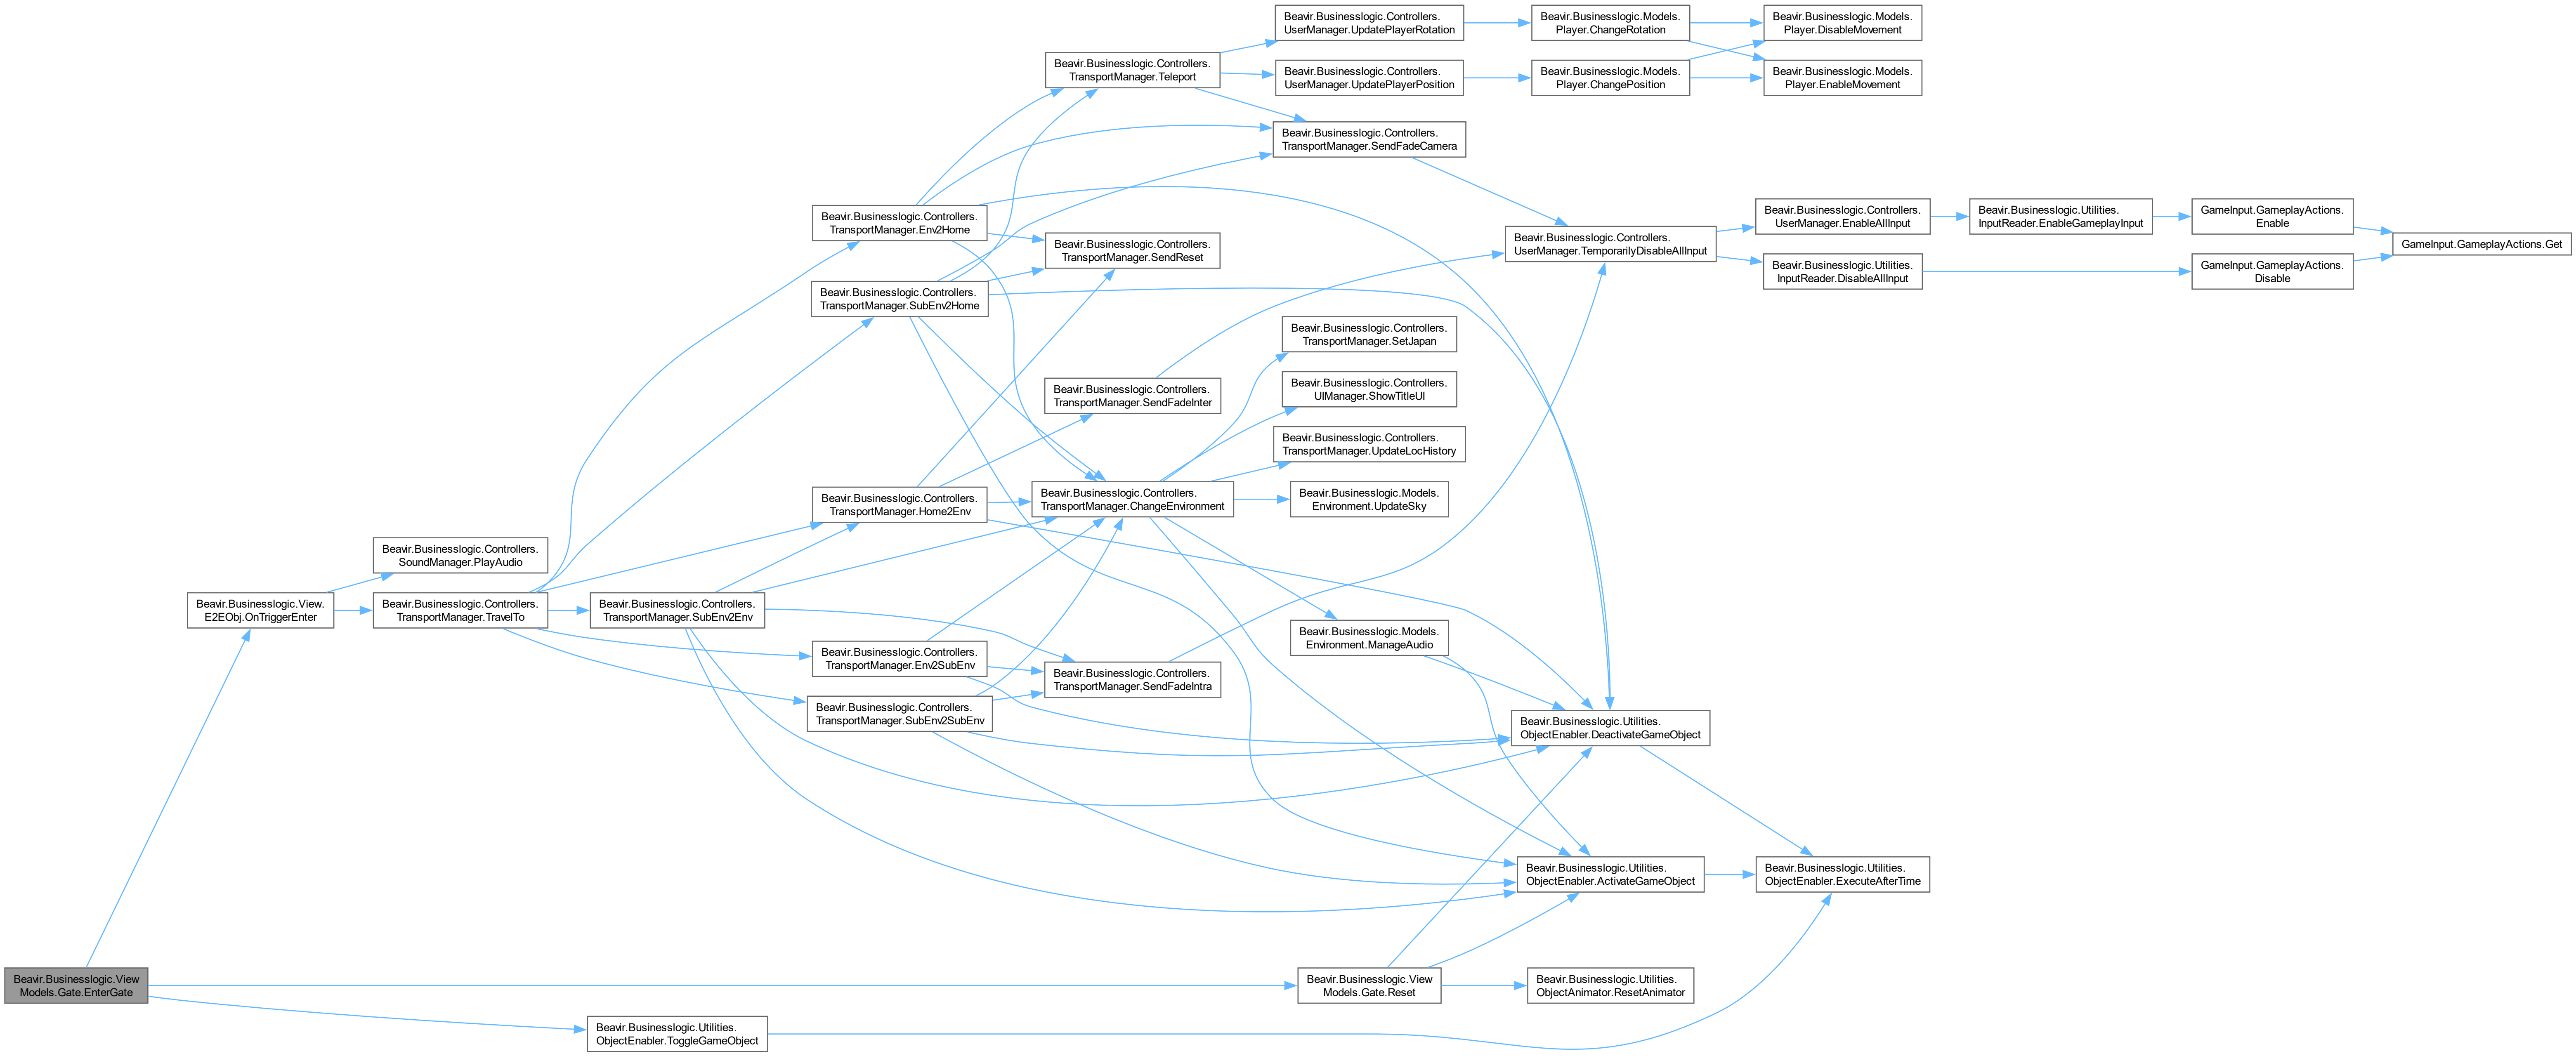 Beavir.Businesslogic.Controllers.
UserManager.UpdatePlayerRotation
Beavir.Businesslogic.Models.
Player.ChangeRotation
Beavir.Businesslogic.Models.
Player.DisableMovement
Beavir.Businesslogic.Controllers.
TransportManager.Teleport
Beavir.Businesslogic.Controllers.
UserManager.UpdatePlayerPosition
Beavir.Businesslogic.Models.
Player.ChangePosition
Beavir.Businesslogic.Models.
Player.EnableMovement
Beavir.Businesslogic.Controllers.
TransportManager.SendFadeCamera
Beavir.Businesslogic.Controllers.
TransportManager.Env2Home
Beavir.Businesslogic.Controllers.
TransportManager.SendReset
Beavir.Businesslogic.Controllers.
UserManager.TemporarilyDisableAllInput
Beavir.Businesslogic.Controllers.
UserManager.EnableAllInput
Beavir.Businesslogic.Utilities.
InputReader.EnableGameplayInput
GameInput.GameplayActions.
Enable
GameInput.GameplayActions.Get
Beavir.Businesslogic.Utilities.
InputReader.DisableAllInput
GameInput.GameplayActions.
Disable
Beavir.Businesslogic.Controllers.
TransportManager.SubEnv2Home
Beavir.Businesslogic.Controllers.
TransportManager.SetJapan
Beavir.Businesslogic.Controllers.
TransportManager.SendFadeInter
Beavir.Businesslogic.Controllers.
UIManager.ShowTitleUI
Beavir.Businesslogic.Controllers.
TransportManager.UpdateLocHistory
Beavir.Businesslogic.Controllers.
TransportManager.Home2Env
Beavir.Businesslogic.Controllers.
TransportManager.ChangeEnvironment
Beavir.Businesslogic.Models.
Environment.UpdateSky
Beavir.Businesslogic.Controllers.
SoundManager.PlayAudio
Beavir.Businesslogic.View.
E2EObj.OnTriggerEnter
Beavir.Businesslogic.Controllers.
TransportManager.TravelTo
Beavir.Businesslogic.Controllers.
TransportManager.SubEnv2Env
Beavir.Businesslogic.Models.
Environment.ManageAudio
Beavir.Businesslogic.Controllers.
TransportManager.Env2SubEnv
Beavir.Businesslogic.Controllers.
TransportManager.SendFadeIntra
Beavir.Businesslogic.Controllers.
TransportManager.SubEnv2SubEnv
Beavir.Businesslogic.Utilities.
ObjectEnabler.DeactivateGameObject
Beavir.Businesslogic.Utilities.
ObjectEnabler.ActivateGameObject
Beavir.Businesslogic.Utilities.
ObjectEnabler.ExecuteAfterTime
Beavir.Businesslogic.View
Models.Gate.EnterGate
Beavir.Businesslogic.View
Models.Gate.Reset
Beavir.Businesslogic.Utilities.
ObjectAnimator.ResetAnimator
Beavir.Businesslogic.Utilities.
ObjectEnabler.ToggleGameObject